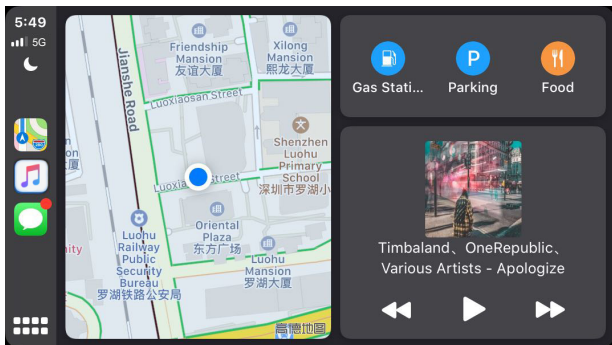 5:49
5G
Friendship
Mansion
友谊大厦
Xilong
Mansion
熙龙大厦
Jianshe Road
Luoxiaosan Street
Shenzhen
Luohu
Primary
School
深圳市罗湖小
on
厦
Street
Oriental
Plaza
东方广场
Luohu
Railway
Public
Security
Bureau
罗湖铁路公安局
ity
Luohu
Mansion
罗湖大厦
高德地图
Gas Stati...
P
Parking
Food
Timbaland、OneRepublic、
Various Artists - Apologize